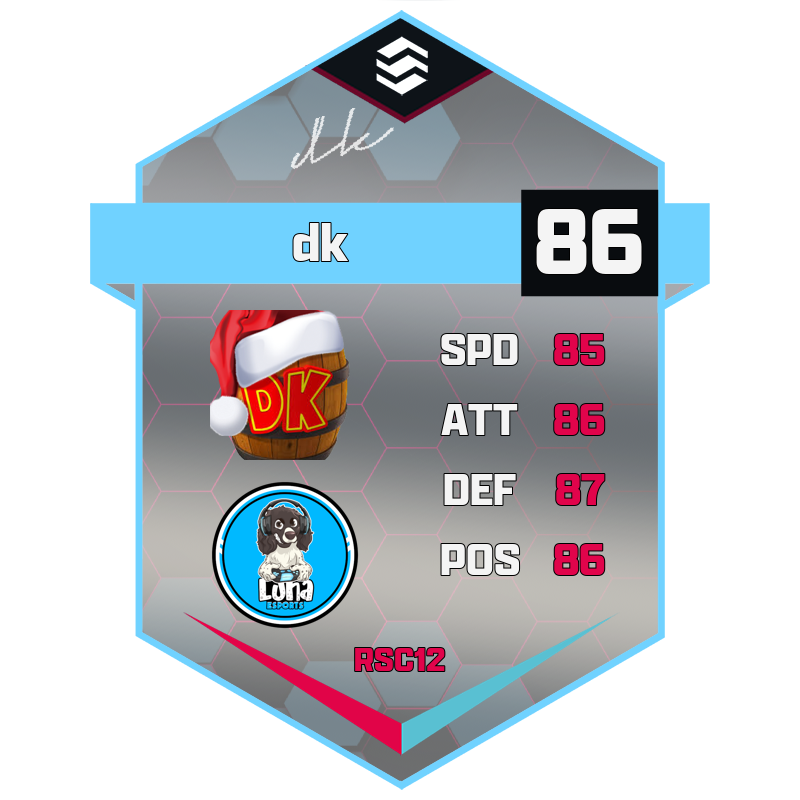 dk
dk
86
DK
SPD 85
ATT 86
DEF 87
POS 86
Luna
ESPORTS
RSC12